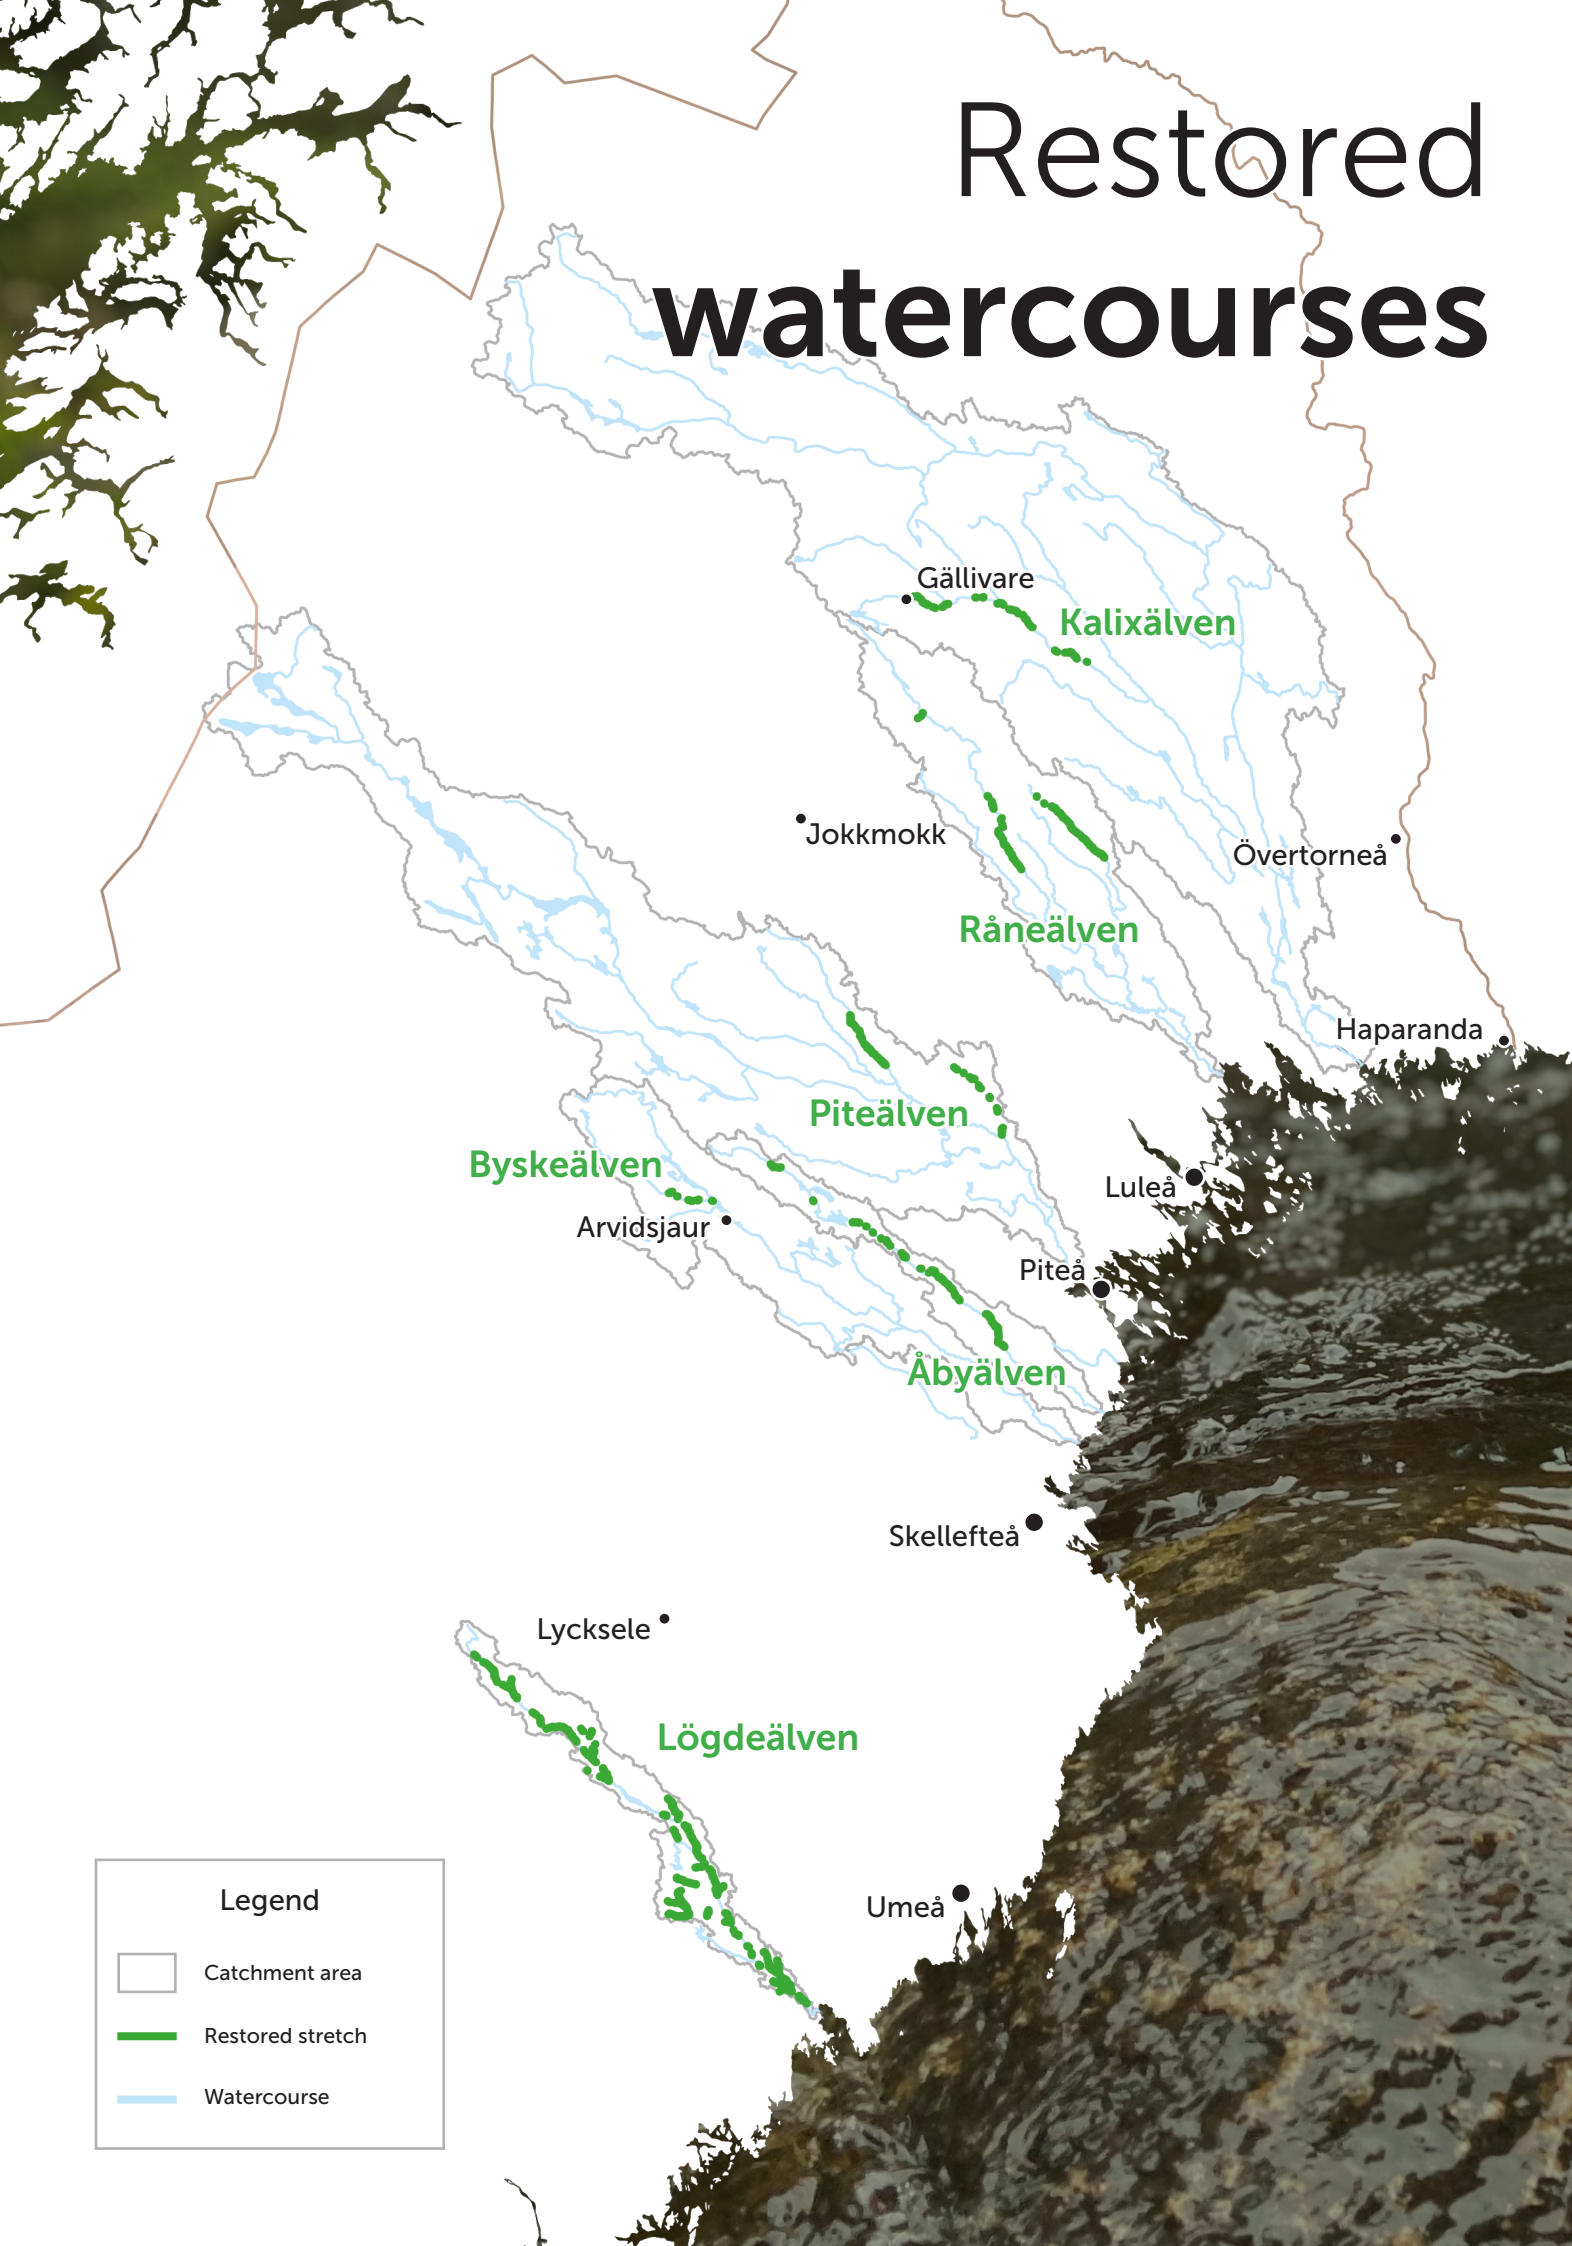 Restored
watercourses
Gällivare
Kalixälven
Jokkmokk
Övertorneå
Råneälven
Haparanda
Piteälven
Byskeälven
Luleå
Arvidsjaur
Piteå
Åbyälven
Skellefteå
Lycksele
Lögdeälven
Umeå
Legend
Catchment area
Restored stretch
Watercourse